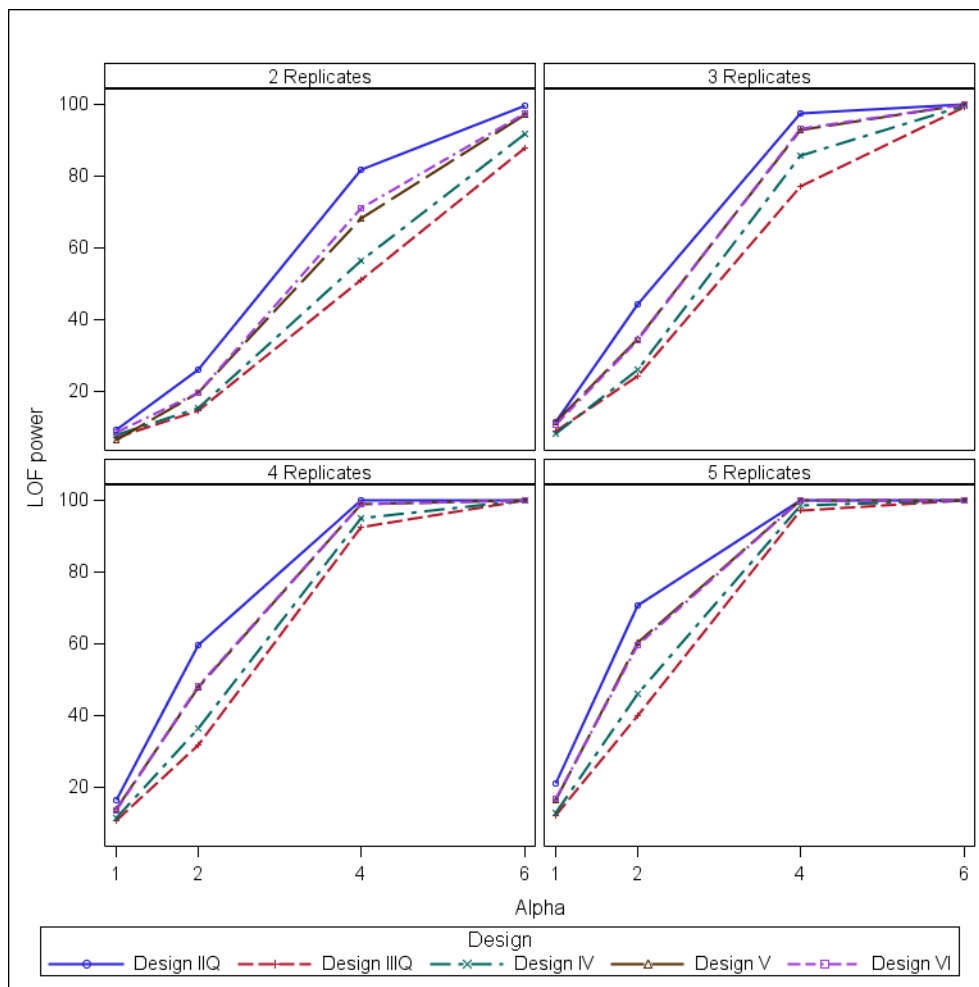 2 Replicates
3 Replicates
100
80
60
40
20
4 Replicates
5 Replicates
100
80
60
40
20
LOF power
1 2 4 6
1 2 4 6
Alpha
Design
Design IIQ Design IIIQ Design IV Design V Design VI